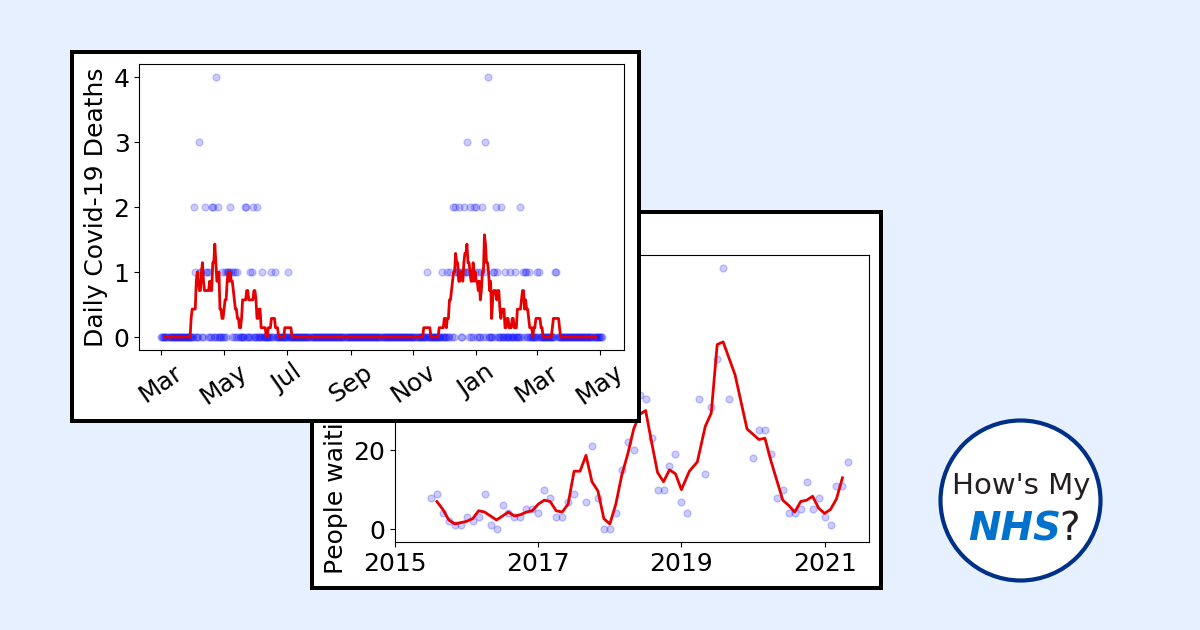 Daily Covid-19 Deaths
4
3
2
1
0
Mar May Jul Sep Nov Jan Mar May
People waiti
20
0
2015 2017 2019 2021
How's My
NHS?